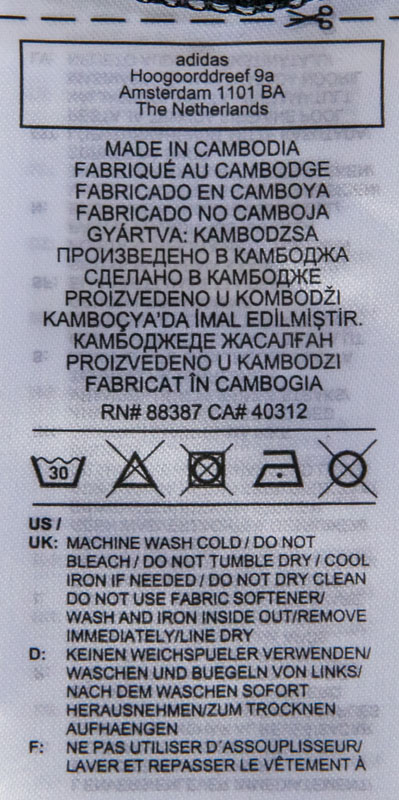 adidas
Hoogoorddreef 9a
Amsterdam 1101 BA
The Netherlands
MADE IN CAMBODIA
FABRIQUÉ AU CAMBODGE
FABRICADO EN CAMBOYA
FABRICADO NO CAMBOJA
GYÁRTVA: KAMBODZSA
ПРОИЗВЕДЕНО В КАМБОДЖА
СДЕЛАНО В КАМБОДЖЕ
PROIZVEDENO U KOMBODŽI
KAMBOÇYA'DA İMAL EDİLMİŞTİR.
КАМБОДЖЕДЕ ЖАСАЛҒАН
PROIZVEDENO U KAMBODZI
FABRICAT ÎN CAMBOGIA
RN# 88387 CA# 40312
30
US /
UK: MACHINE WASH COLD / DO NOT
BLEACH / DO NOT TUMBLE DRY / COOL
IRON IF NEEDED / DO NOT DRY CLEAN
DO NOT USE FABRIC SOFTENER/
WASH AND IRON INSIDE OUT/REMOVE
IMMEDIATELY/LINE DRY
D: KEINEN WEICHSPUELER VERWENDEN/
WASCHEN UND BUEGELN VON LINKS/
NACH DEM WASCHEN SOFORT
HERAUSNEHMEN/ZUM TROCKNEN
AUFHAENGEN
F: NE PAS UTILISER D'ASSOUPLISSEUR/
LAVER ET REPASSER LE VÊTEMENT À